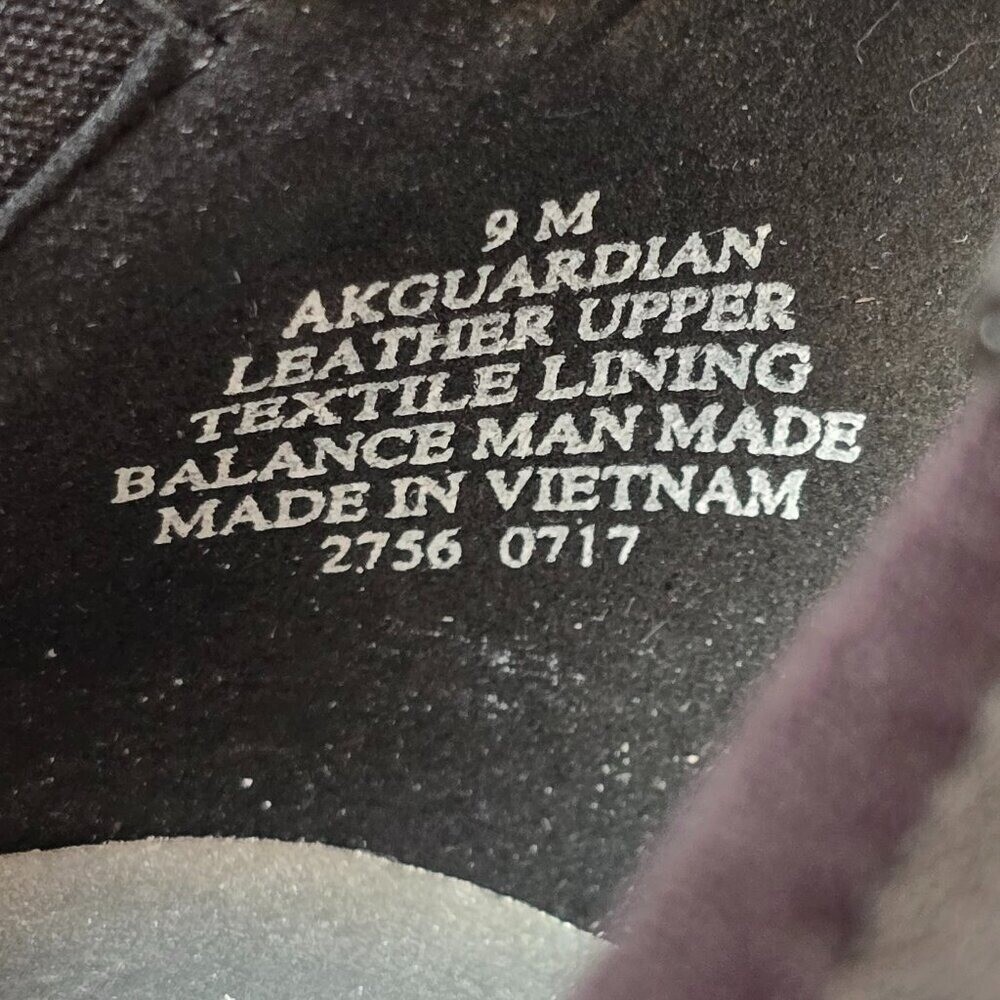 9 M
AKGUARDIAN
LEATHER UPPER
TEXTILE LINING
BALANCE MAN MADE
MADE IN VIETNAM
2756 0717